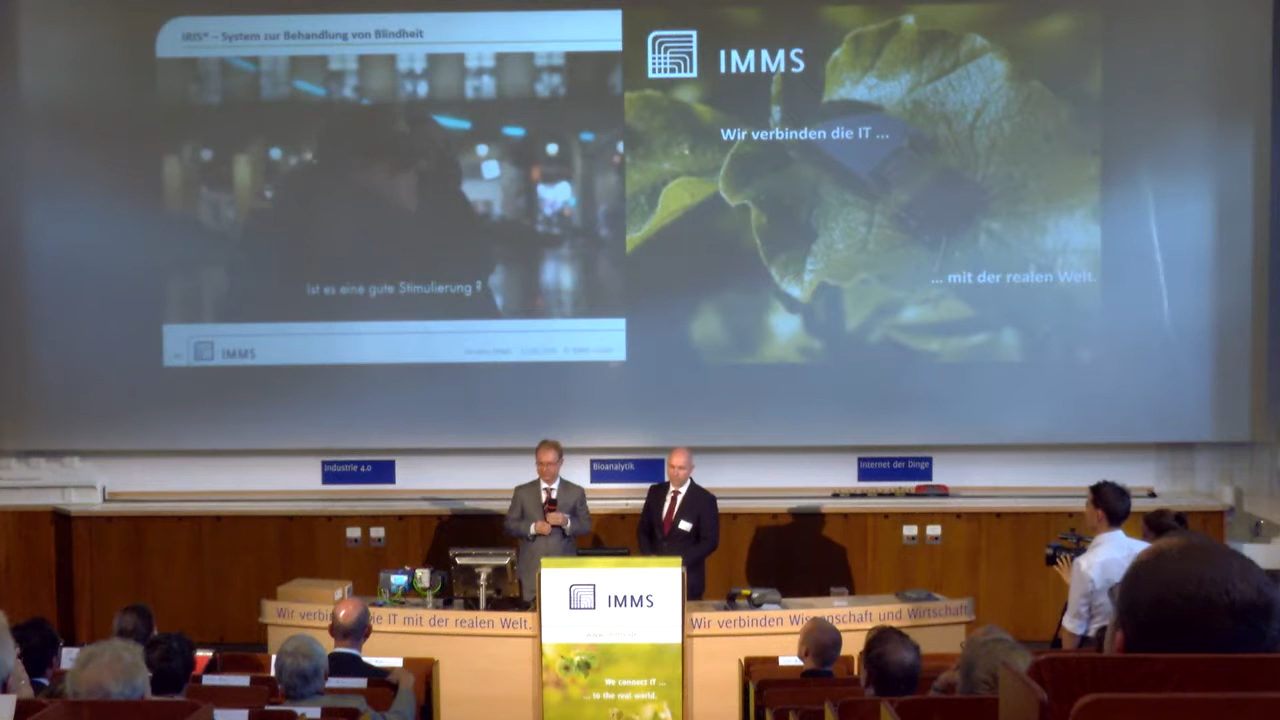 IRIS® – System zur Behandlung von Blindheit
Ist es eine gute Stimulierung ?
IMMS
IMMS
Wir verbinden die IT ...
... mit der realen Welt.
Industrie 4.0
Bioanalytik
Internet der Dinge
Wir verbinden die IT mit der realen Welt.
Wir verbinden Wissenschaft und Wirtschaft.
IMMS
We connect IT ...
... to the real world.